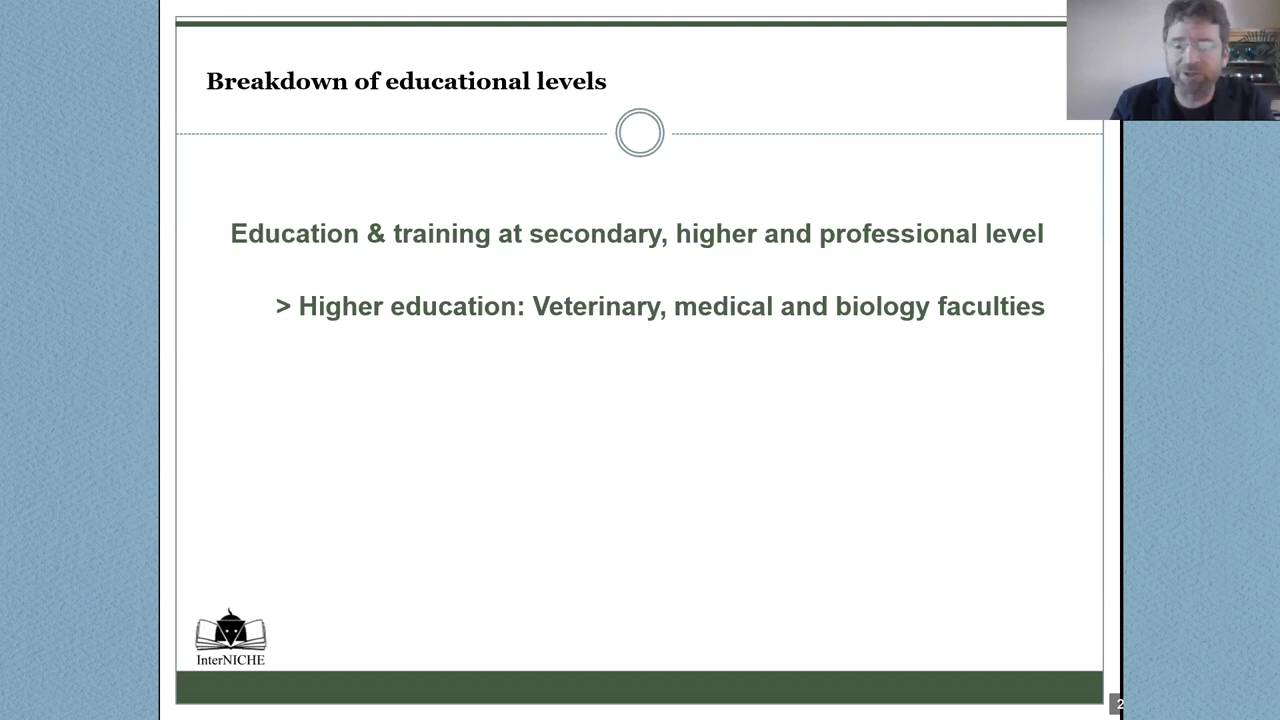 Breakdown of educational levels
Education & training at secondary, higher and professional level
> Higher education: Veterinary, medical and biology faculties
InterNICHE
2